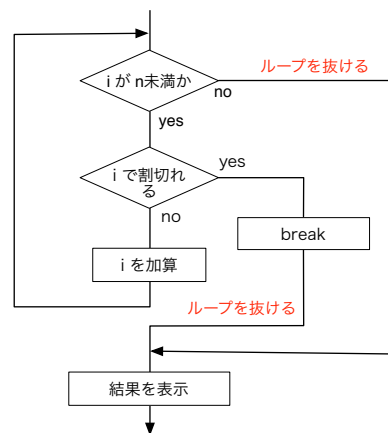 i が n未満か
ループを抜ける
no
yes
i で割切れ
る
yes
no
break
i を加算
ループを抜ける
結果を表示